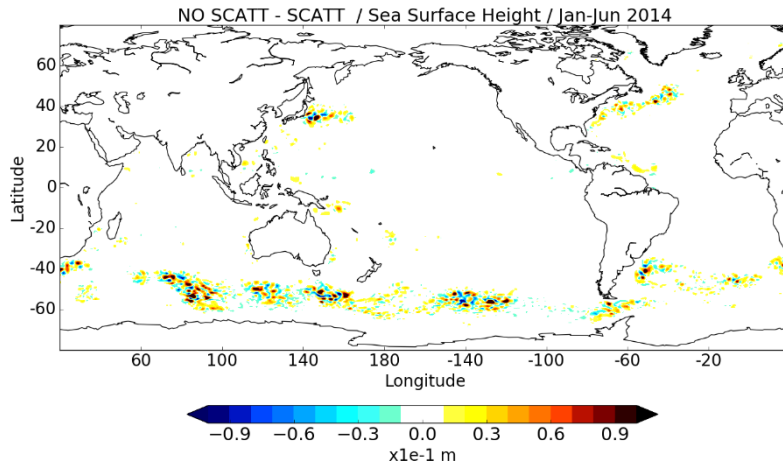 NO SCATT - SCATT / Sea Surface Height / Jan-Jun 2014
60
40
20
0
-20
-40
-60
Latitude
60 100 140 180 -140 -100 -60 -20
Longitude
−0.9 −0.6 −0.3 0.0 0.3 0.6 0.9
x1e-1 m